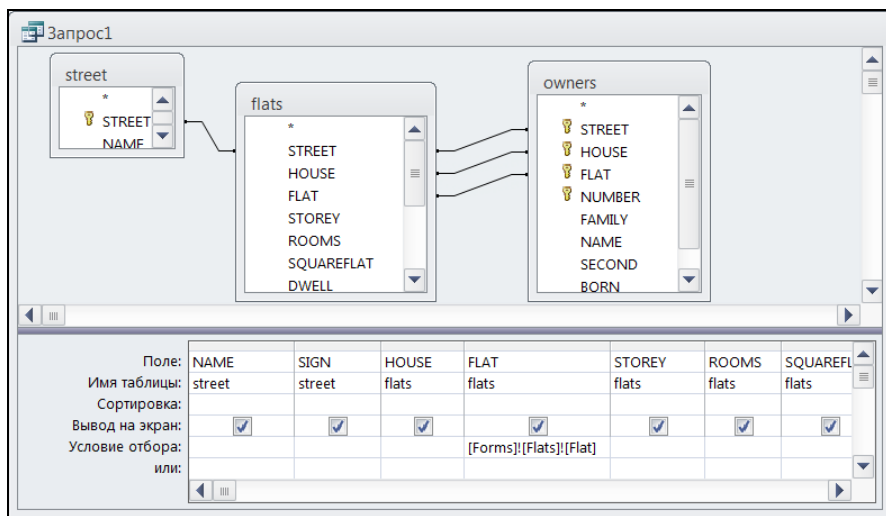 Запрос1
street
*
STREET
NAME
flats
*
STREET
HOUSE
FLAT
STOREY
ROOMS
SQUAREFLAT
DWELL
owners
*
STREET
HOUSE
FLAT
NUMBER
FAMILY
NAME
SECOND
BORN
Поле: NAME SIGN HOUSE FLAT STOREY ROOMS SQUAREFL
Имя таблицы: street street flats flats flats flats flats
Сортировка:
Вывод на экран:
Условие отбора: [Forms]![Flats]![Flat]
или: